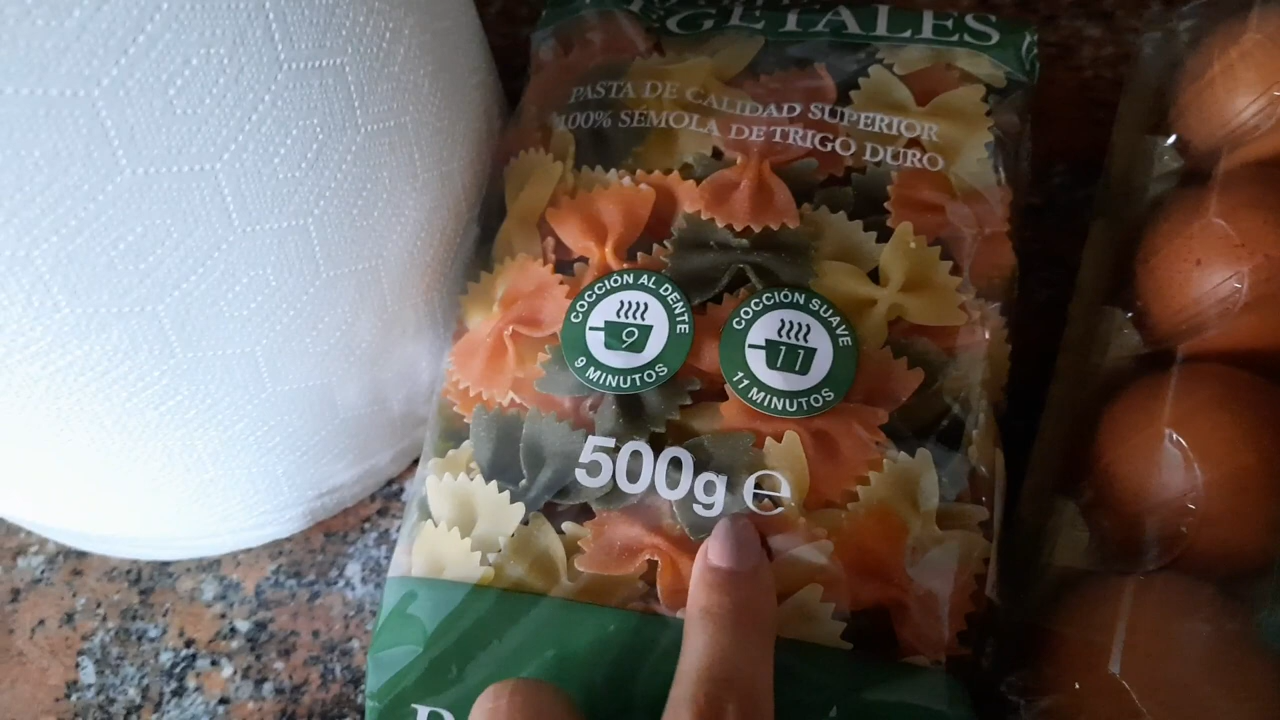 VEGETALES
PASTA DE CALIDAD SUPERIOR
100% SÉMOLA DE TRIGO DURO
COCCIÓN AL DENTE
9
9 MINUTOS
COCCIÓN SUAVE
11
11 MINUTOS
500g ℮